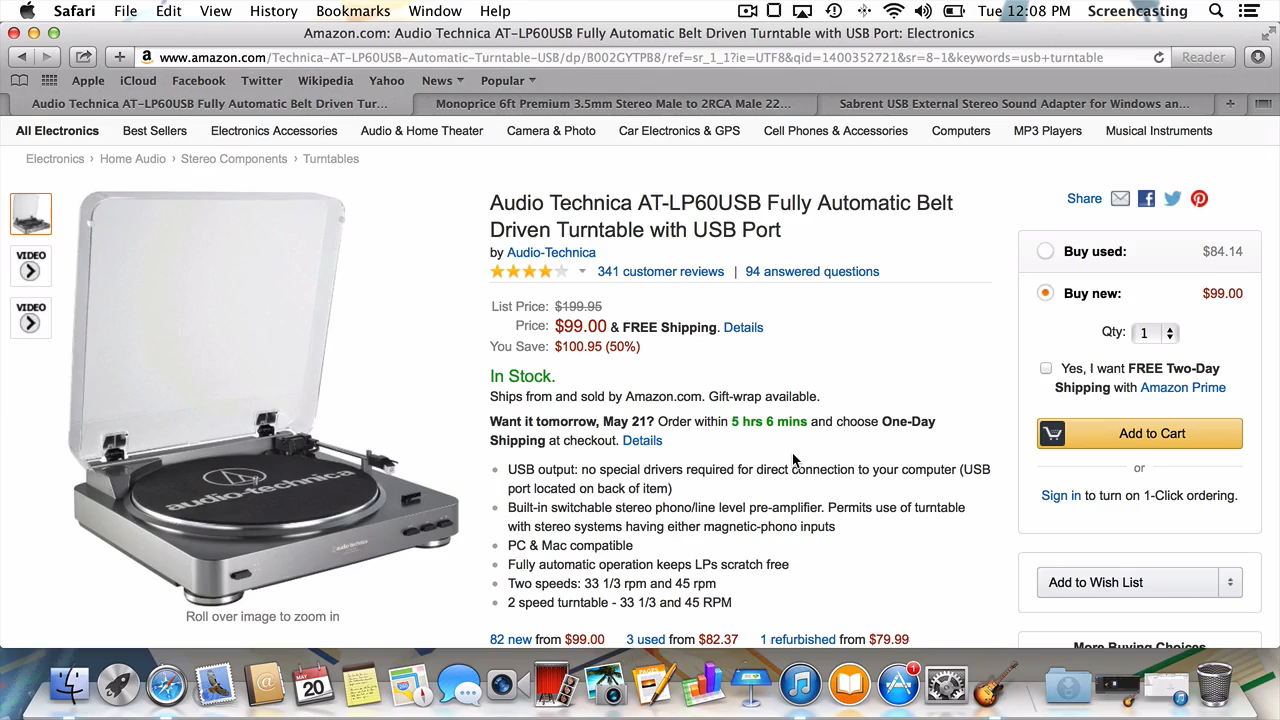 Safari File Edit View History Bookmarks Window Help Tue 12:08 PM Screencasting
Amazon.com: Audio Technica AT-LP60USB Fully Automatic Belt Driven Turntable with USB Port: Electronics
www.amazon.com/Technica-AT-LP60USB-Automatic-Turntable-USB/dp/B002GYTPB8/ref=sr_1_1?ie=UTF8&qid=1400352721&sr=8-1&keywords=usb+turntable Reader
Apple iCloud Facebook Twitter Wikipedia Yahoo News Popular
Audio Technica AT-LP60USB Fully Automatic Belt Driven Tur... Monoprice 6ft Premium 3.5mm Stereo Male to 2RCA Male 22... Sabrent USB External Stereo Sound Adapter for Windows an...
All Electronics Best Sellers Electronics Accessories Audio & Home Theater Camera & Photo Car Electronics & GPS Cell Phones & Accessories Computers MP3 Players Musical Instruments
Electronics › Home Audio › Stereo Components › Turntables
VIDEO
VIDEO
audio-technica
audio-technica
Roll over image to zoom in
Audio Technica AT-LP60USB Fully Automatic Belt
Driven Turntable with USB Port
by Audio-Technica
341 customer reviews | 94 answered questions
List Price: $199.95
Price: $99.00 & FREE Shipping. Details
You Save: $100.95 (50%)
In Stock.
Ships from and sold by Amazon.com. Gift-wrap available.
Want it tomorrow, May 21? Order within 5 hrs 6 mins and choose One-Day
Shipping at checkout. Details
USB output: no special drivers required for direct connection to your computer (USB
port located on back of item)
Built-in switchable stereo phono/line level pre-amplifier. Permits use of turntable
with stereo systems having either magnetic-phono inputs
PC & Mac compatible
Fully automatic operation keeps LPs scratch free
Two speeds: 33 1/3 rpm and 45 rpm
2 speed turntable - 33 1/3 and 45 RPM
82 new from $99.00 3 used from $82.37 1 refurbished from $79.99
Share
Buy used: $84.14
Buy new: $99.00
Qty: 1
Yes, I want FREE Two-Day
Shipping with Amazon Prime
Add to Cart
or
Sign in to turn on 1-Click ordering.
Add to Wish List
More Buying Choices
MAY
20
1